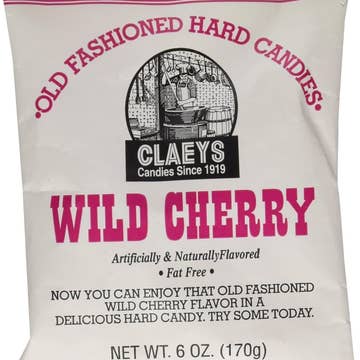 •OLD FASHIONED HARD CANDIES•
CLAEYS
Candies Since 1919
WILD CHERRY
Artificially & NaturallyFlavored
• Fat Free •
NOW YOU CAN ENJOY THAT OLD FASHIONED
WILD CHERRY FLAVOR IN A
DELICIOUS HARD CANDY. TRY SOME TODAY.
NET WT. 6 OZ. (170g)